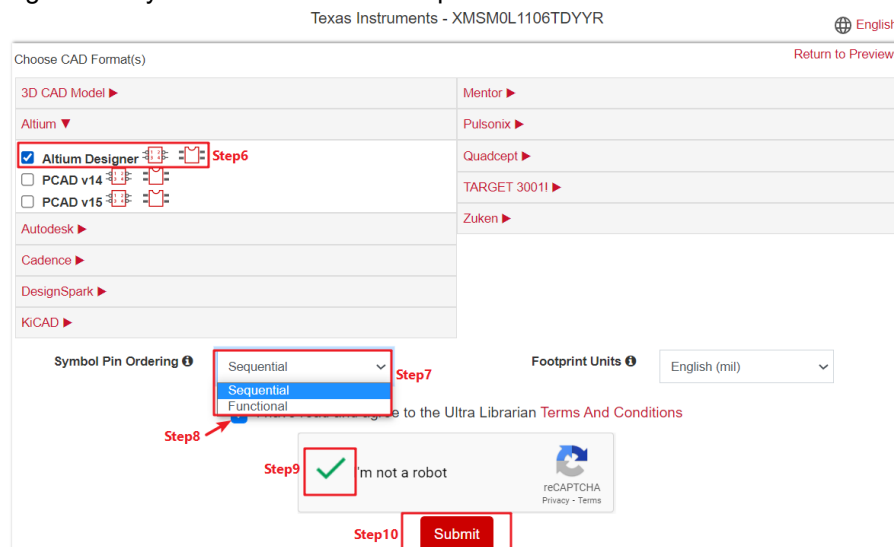 Texas Instruments - XMSM0L1106TDYYR
English
Choose CAD Format(s)
Return to Preview
3D CAD Model ▶
Altium ▼
Altium Designer
Step6
PCAD v14
PCAD v15
Autodesk ▶
Cadence ▶
DesignSpark ▶
KiCAD ▶
Mentor ▶
Pulsonix ▶
Quadcept ▶
TARGET 3001! ▶
Zuken ▶
Symbol Pin Ordering
Sequential
Step7
Sequential
Functional
Footprint Units
English (mil)
agree to the Ultra Librarian Terms And Conditions
Step8
Step9
I'm not a robot
reCAPTCHA
Privacy - Terms
Step10
Submit